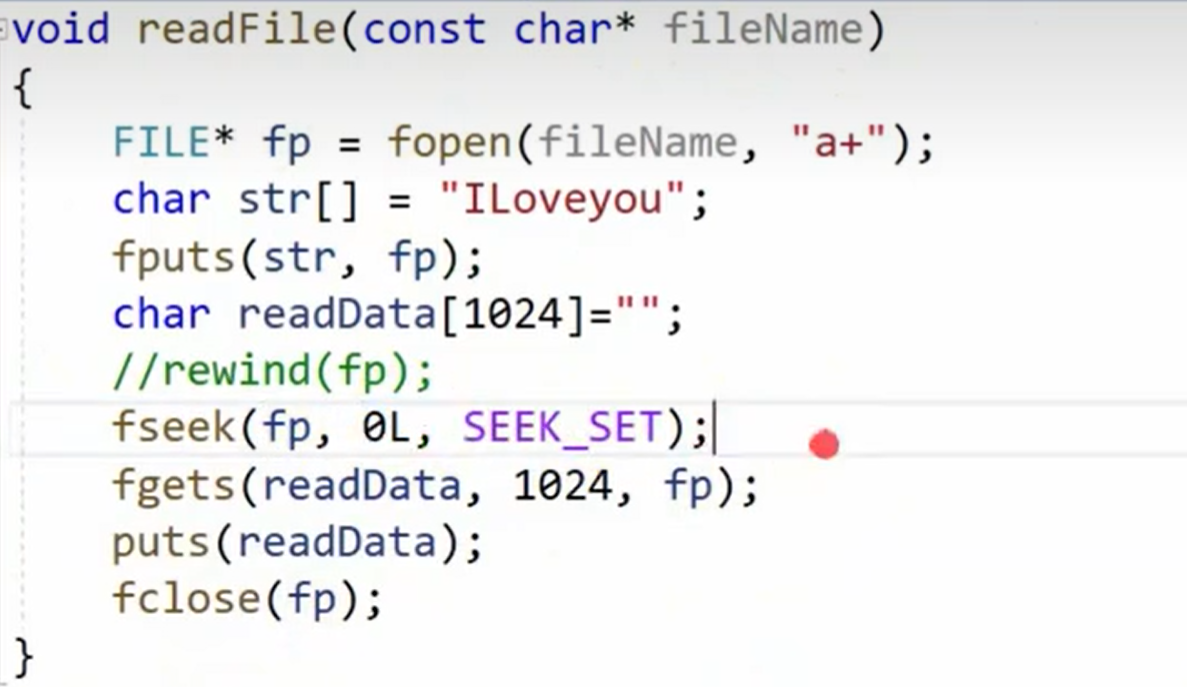 void readFile(const char* fileName)
{
    FILE* fp = fopen(fileName, "a+");
    char str[] = "ILoveyou";
    fputs(str, fp);
    char readData[1024]="";
    //rewind(fp);
    fseek(fp, 0L, SEEK_SET);
    fgets(readData, 1024, fp);
    puts(readData);
    fclose(fp);
}